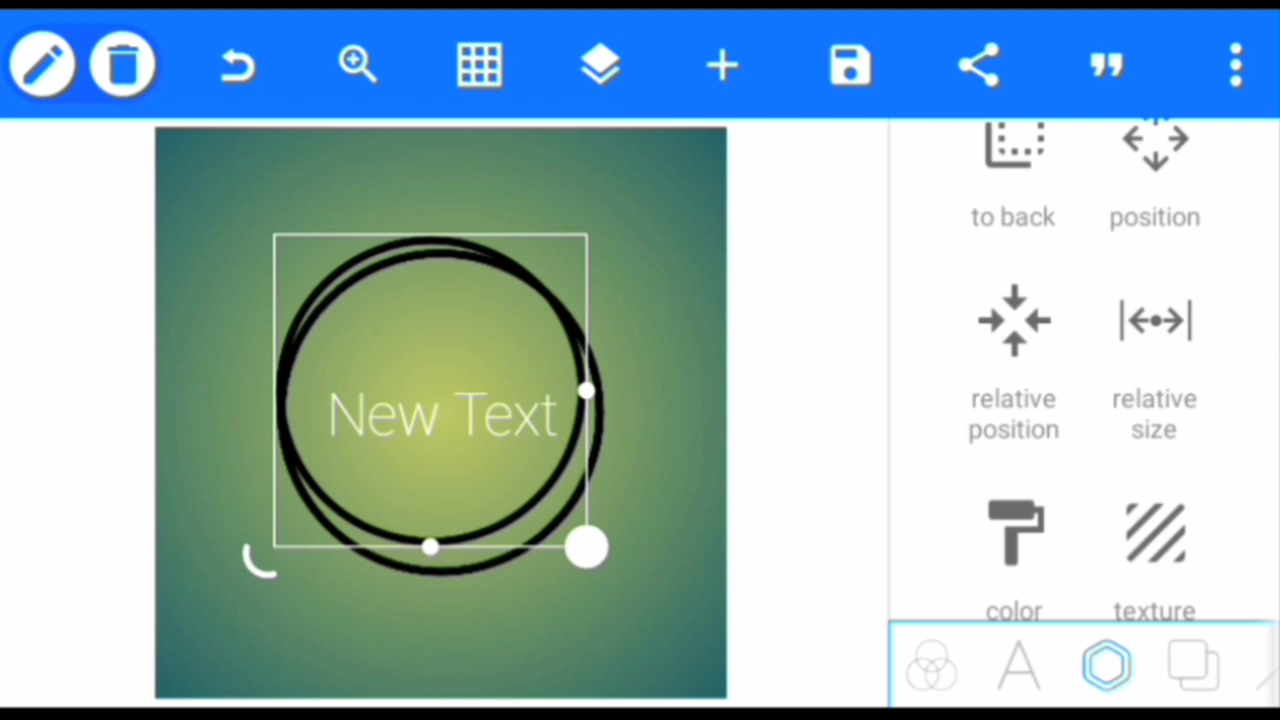 to back
position
New Text
relative
position
relative
size
color
texture